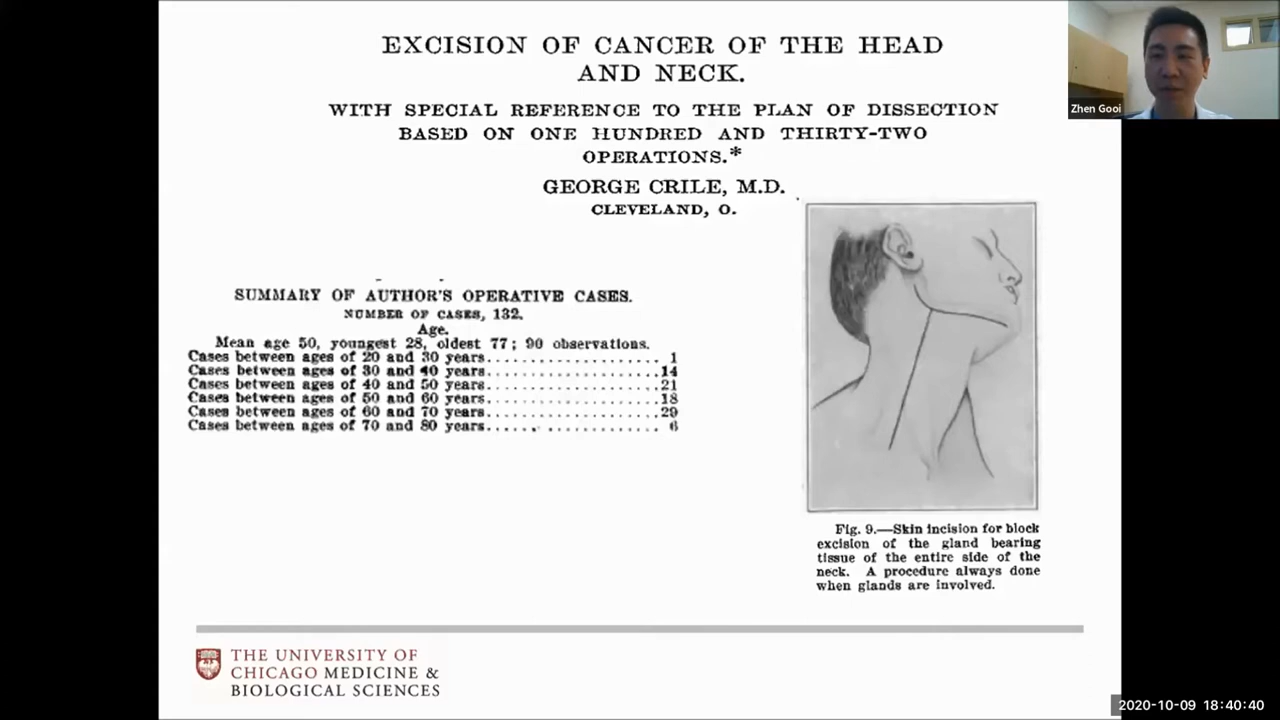 EXCISION OF CANCER OF THE HEAD
AND NECK.
WITH SPECIAL REFERENCE TO THE PLAN OF DISSECTION
BASED ON ONE HUNDRED AND THIRTY-TWO
OPERATIONS.*
GEORGE CRILE, M.D.
CLEVELAND, O.
SUMMARY OF AUTHOR'S OPERATIVE CASES.
NUMBER OF CASES, 132.
Age.
Mean age 50, youngest 28, oldest 77; 90 observations.
Cases between ages of 20 and 30 years.......................... 1
Cases between ages of 30 and 40 years..........................14
Cases between ages of 40 and 50 years..........................21
Cases between ages of 50 and 60 years..........................18
Cases between ages of 60 and 70 years..........................29
Cases between ages of 70 and 80 years.......................... 6
Fig. 9.—Skin incision for block
excision of the gland bearing
tissue of the entire side of the
neck. A procedure always done
when glands are involved.
THE UNIVERSITY OF
CHICAGO MEDICINE &
BIOLOGICAL SCIENCES
Zhen Gooi
2020-10-09 18:40:40